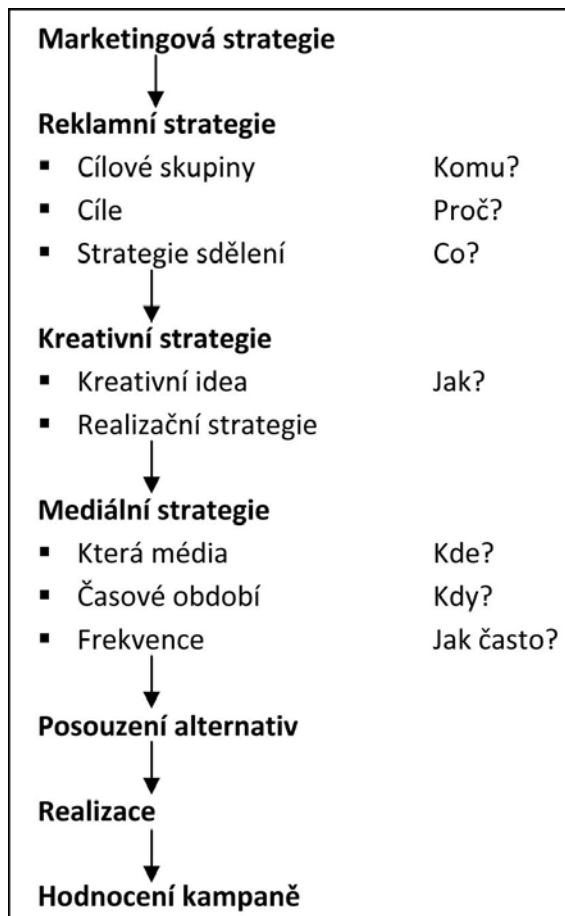 Marketingová strategie
Reklamní strategie
▪ Cílové skupiny Komu?
▪ Cíle Proč?
▪ Strategie sdělení Co?
Kreativní strategie
▪ Kreativní idea Jak?
▪ Realizační strategie
Mediální strategie
▪ Která média Kde?
▪ Časové období Kdy?
▪ Frekvence Jak často?
Posouzení alternativ
Realizace
Hodnocení kampaně